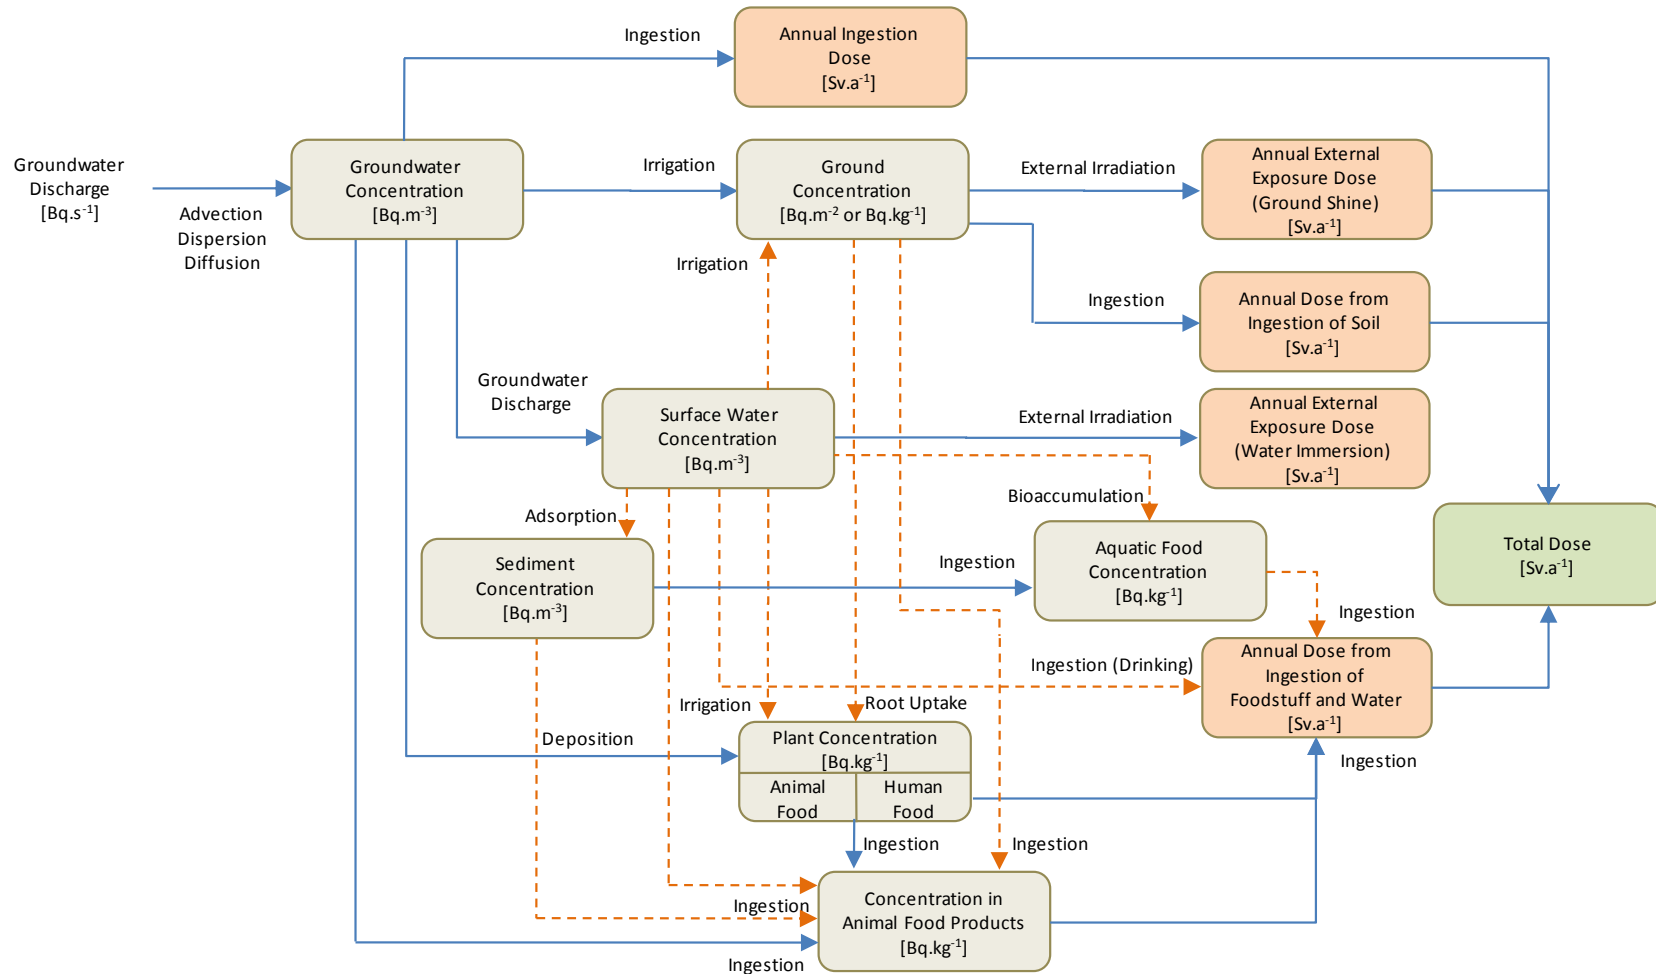 Ingestion
Annual Ingestion
Dose
[Sv.a⁻¹]
Groundwater
Discharge
[Bq.s⁻¹]
Advection
Dispersion
Diffusion
Groundwater
Concentration
[Bq.m⁻³]
Irrigation
Ground
Concentration
[Bq.m⁻² or Bq.kg⁻¹]
External Irradiation
Annual External
Exposure Dose
(Ground Shine)
[Sv.a⁻¹]
Irrigation
Ingestion
Annual Dose from
Ingestion of Soil
[Sv.a⁻¹]
Groundwater
Discharge
Surface Water
Concentration
[Bq.m⁻³]
External Irradiation
Annual External
Exposure Dose
(Water Immersion)
[Sv.a⁻¹]
Adsorption
Bioaccumulation
Sediment
Concentration
[Bq.m⁻³]
Ingestion
Aquatic Food
Concentration
[Bq.kg⁻¹]
Total Dose
[Sv.a⁻¹]
Ingestion
Ingestion (Drinking)
Annual Dose from
Ingestion of
Foodstuff and Water
[Sv.a⁻¹]
Irrigation
Root Uptake
Deposition
Plant Concentration
[Bq.kg⁻¹]
Animal
Food
Human
Food
Ingestion
Ingestion
Ingestion
Ingestion
Concentration in
Animal Food Products
[Bq.kg⁻¹]
Ingestion